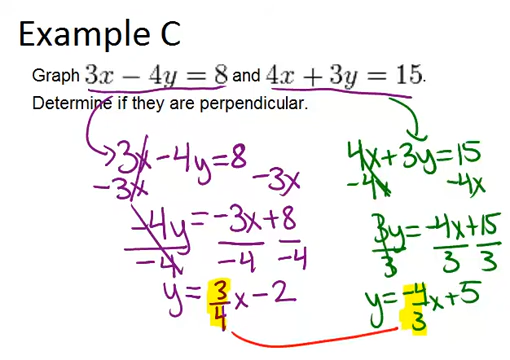 Example C
Graph 3x − 4y = 8 and 4x + 3y = 15.
Determine if they are perpendicular.
3x-4y=8
-3x -3x
-4y=-3x+8
-4 -4 -4
y=3/4x-2
4x+3y=15
-4x -4x
3y=-4x+15
3 3 3
y=-4/3x+5